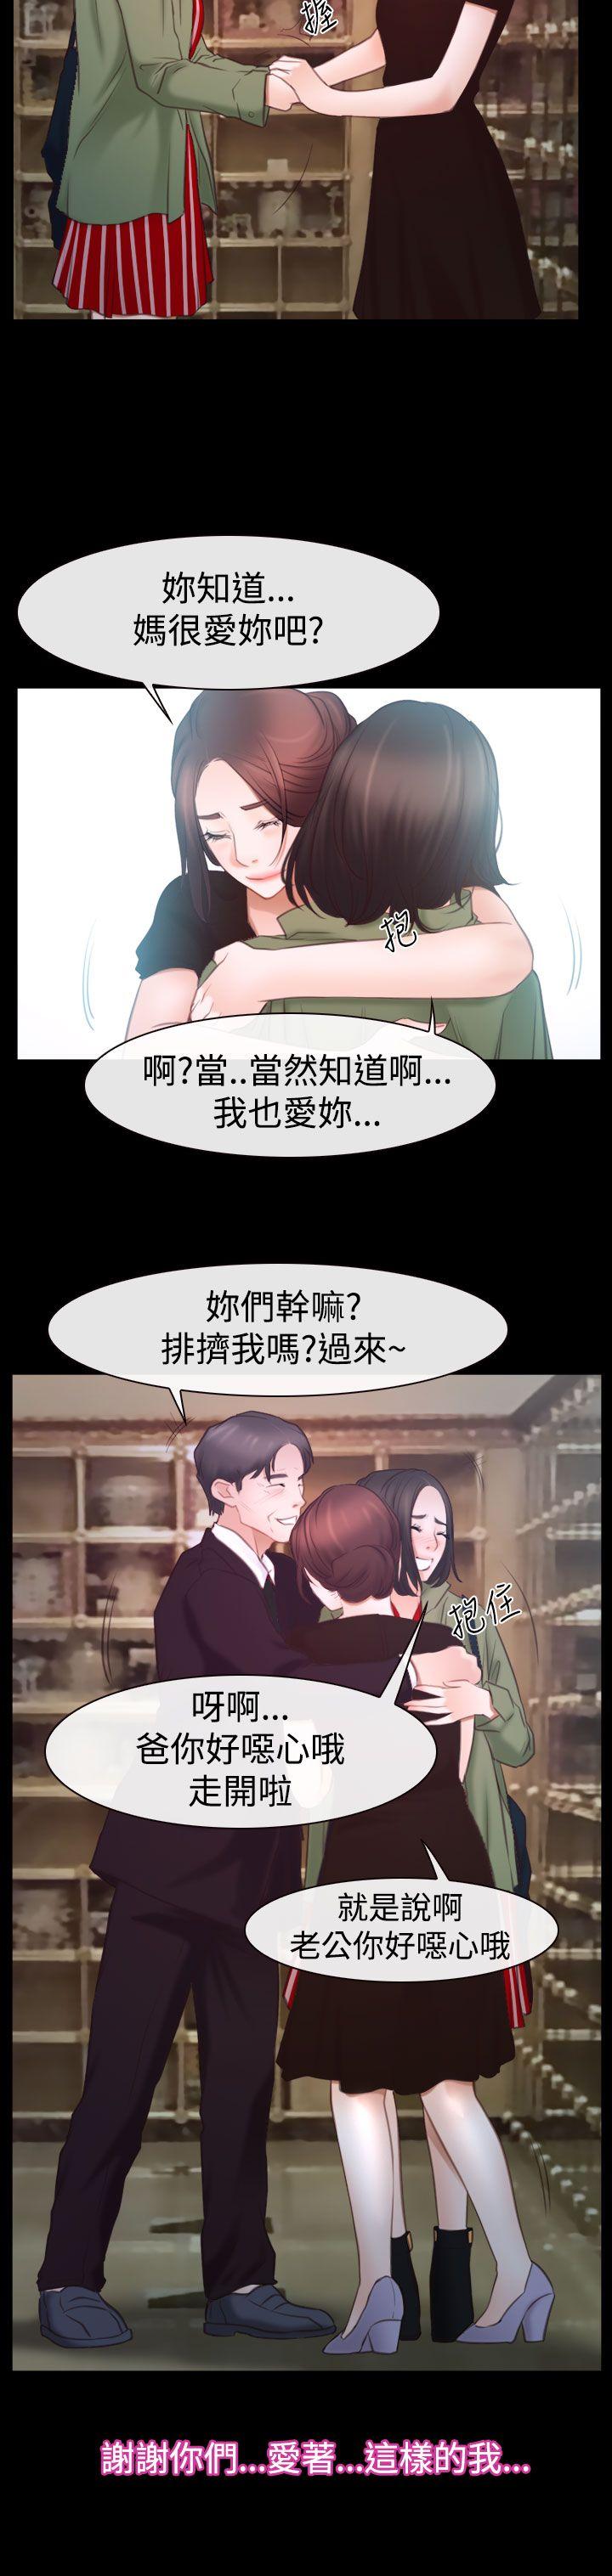 握
妳知道...
媽很愛妳吧?
抱
啊?當..當然知道啊...
我也愛妳...
妳們幹嘛?
排擠我嗎?過來~
抱住
呀啊...
爸你好噁心哦
走開啦
就是說啊
老公你好噁心哦
謝謝你們...愛著...這樣的我...